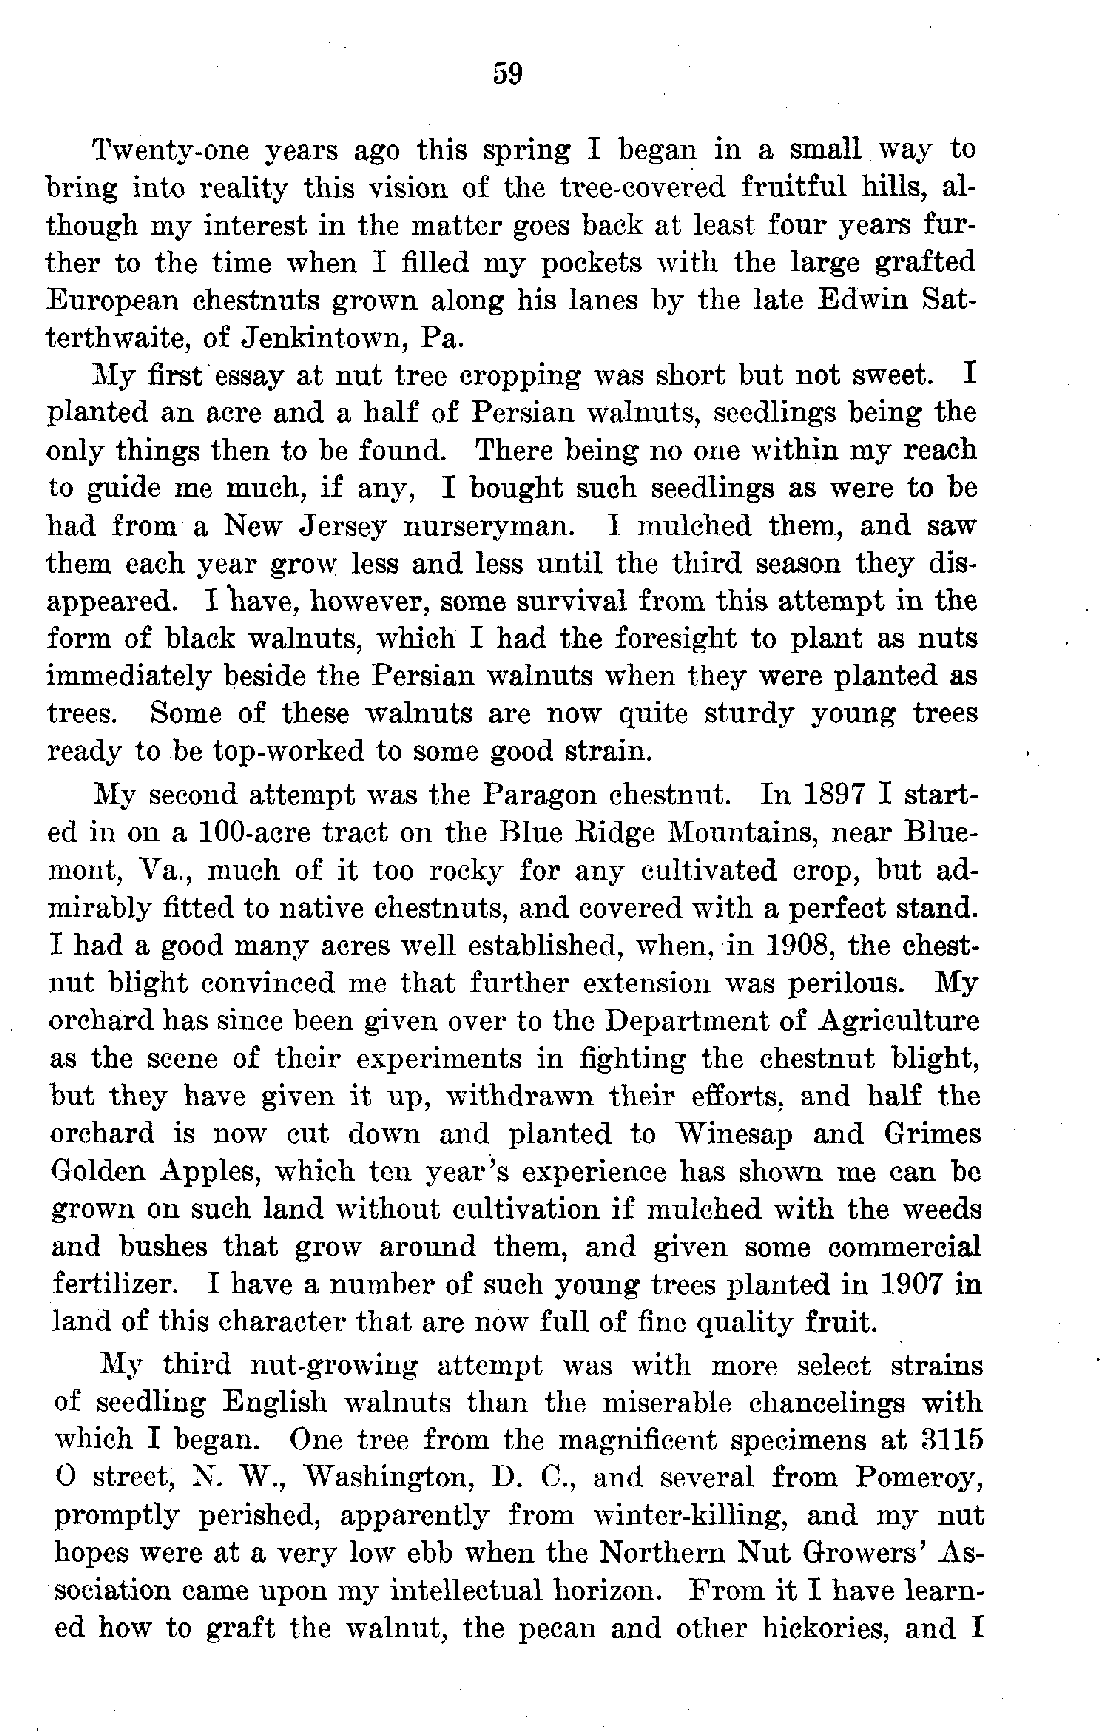 59
Twenty-one years ago this spring I began in a small way to
bring into reality this vision of the tree-covered fruitful hills, al-
though my interest in the matter goes back at least four years fur-
ther to the time when I filled my pockets with the large grafted
European chestnuts grown along his lanes by the late Edwin Sat-
terthwaite, of Jenkintown, Pa.
My first essay at nut tree cropping was short but not sweet. I
planted an acre and a half of Persian walnuts, seedlings being the
only things then to be found. There being no one within my reach
to guide me much, if any, I bought such seedlings as were to be
had from a New Jersey nurseryman. I mulched them, and saw
them each year grow less and less until the third season they dis-
appeared. I have, however, some survival from this attempt in the
form of black walnuts, which I had the foresight to plant as nuts
immediately beside the Persian walnuts when they were planted as
trees. Some of these walnuts are now quite sturdy young trees
ready to be top-worked to some good strain.
My second attempt was the Paragon chestnut. In 1897 I start-
ed in on a 100-acre tract on the Blue Ridge Mountains, near Blue-
mont, Va., much of it too rocky for any cultivated crop, but ad-
mirably fitted to native chestnuts, and covered with a perfect stand.
I had a good many acres well established, when, in 1908, the chest-
nut blight convinced me that further extension was perilous. My
orchard has since been given over to the Department of Agriculture
as the scene of their experiments in fighting the chestnut blight,
but they have given it up, withdrawn their efforts, and half the
orchard is now cut down and planted to Winesap and Grimes
Golden Apples, which ten year's experience has shown me can be
grown on such land without cultivation if mulched with the weeds
and bushes that grow around them, and given some commercial
fertilizer. I have a number of such young trees planted in 1907 in
land of this character that are now full of fine quality fruit.
My third nut-growing attempt was with more select strains
of seedling English walnuts than the miserable chancelings with
which I began. One tree from the magnificent specimens at 3115
O street, N. W., Washington, D. C., and several from Pomeroy,
promptly perished, apparently from winter-killing, and my nut
hopes were at a very low ebb when the Northern Nut Growers' As-
sociation came upon my intellectual horizon. From it I have learn-
ed how to graft the walnut, the pecan and other hickories, and I